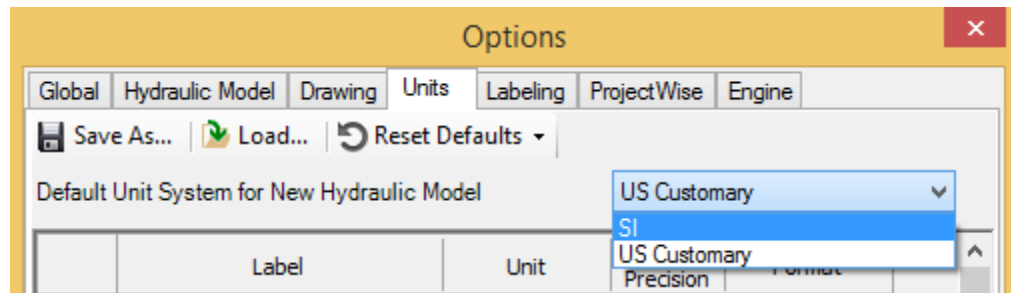 Options
Global Hydraulic Model Drawing Units Labeling ProjectWise Engine
Save As... Load... Reset Defaults
Default Unit System for New Hydraulic Model US Customary
SI
US Customary
Label Unit Precision Format